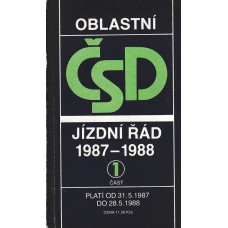 OBLASTNÍ
ČSD
JÍZDNÍ ŘÁD
1987–1988
1
ČÁST
PLATÍ OD 31.5.1987
DO 28.5.1988